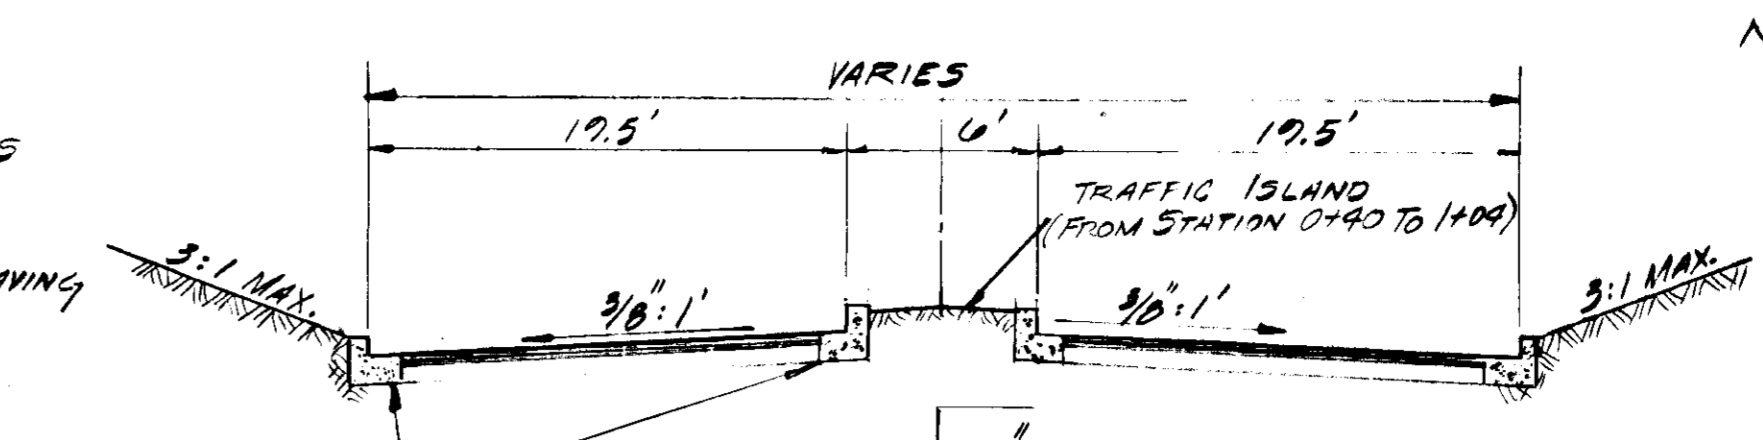 VARIES
19.5' 6' 19.5'
S
TRAFFIC ISLAND
(FROM STATION 0+40 TO 1+04)
3:1 MAX. 3:1 MAX.
AVING
3/8":1' 3/8":1'
"